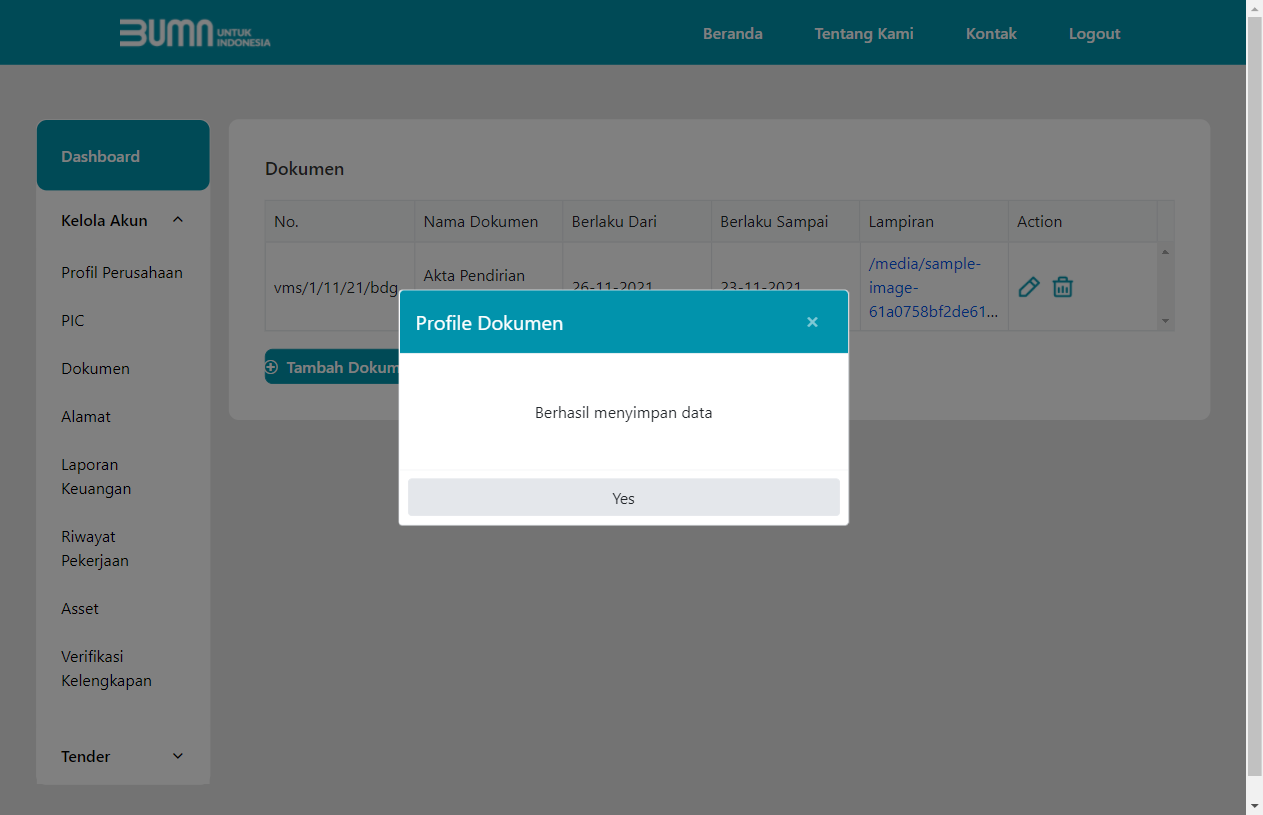 BUMN UNTUK
INDONESIA
Beranda Tentang Kami Kontak Logout
Dashboard
Kelola Akun
Profil Perusahaan
PIC
Dokumen
Alamat
Laporan
Keuangan
Riwayat
Pekerjaan
Asset
Verifikasi
Kelengkapan
Tender
Dokumen
No. Nama Dokumen Berlaku Dari Berlaku Sampai Lampiran Action
vms/1/11/21/bdg Akta Pendirian 26-11-2021 23-11-2021 /media/sample-
image-
61a0758bf2de61...
Tambah Dokum
Profile Dokumen ×
Berhasil menyimpan data
Yes